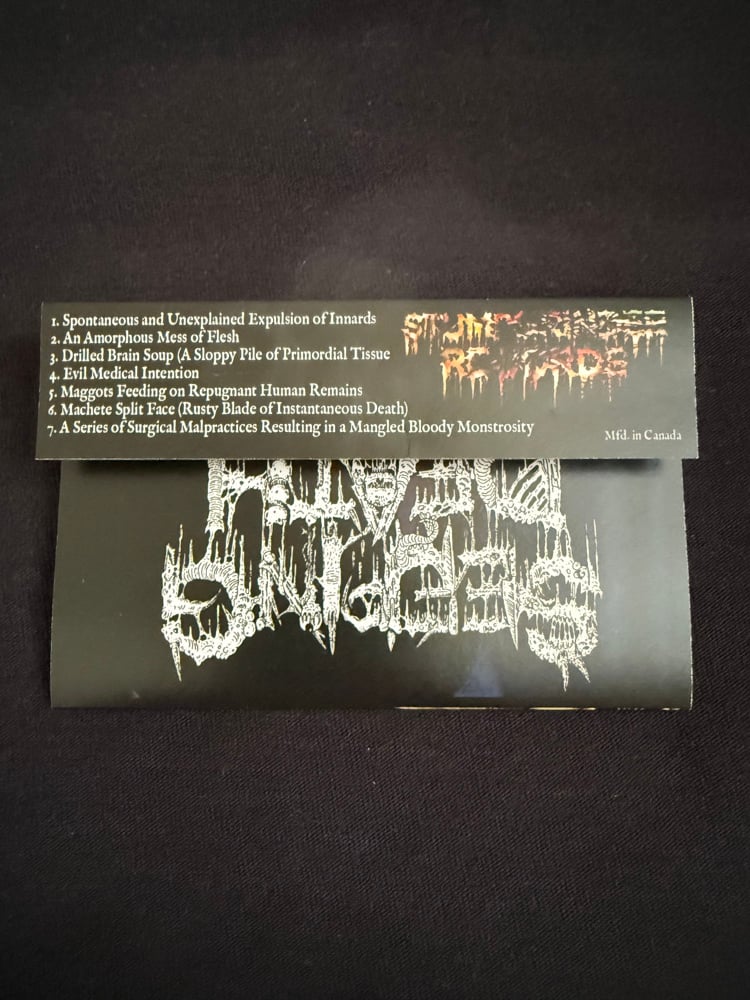 1. Spontaneous and Unexplained Expulsion of Innards
2. An Amorphous Mess of Flesh
3. Drilled Brain Soup (A Sloppy Pile of Primordial Tissue
4. Evil Medical Intention
5. Maggots Feeding on Repugnant Human Remains
6. Machete Split Face (Rusty Blade of Instantaneous Death)
7. A Series of Surgical Malpractices Resulting in a Mangled Bloody Monstrosity
RECORDS
Mfd. in Canada